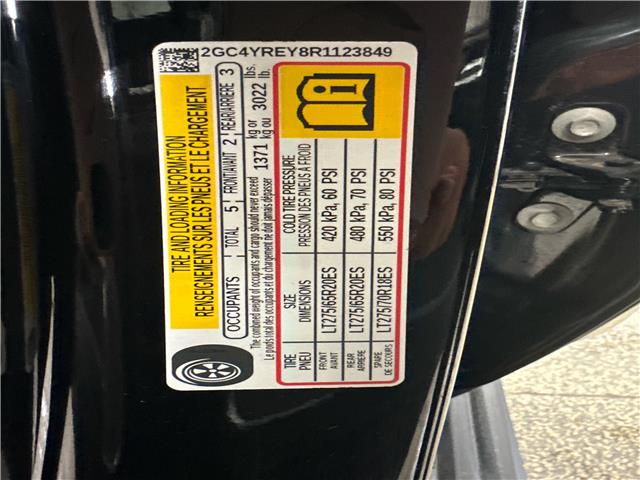 2GC4YREY8R1123849
TIRE AND LOADING INFORMATION
RENSEIGNEMENTS SUR LES PNEUS ET LE CHARGEMENT
OCCUPANTS TOTAL 5 FRONT/AVANT 2 REAR/ARRIERE 3
The combined weight of occupants and cargo should never exceed 1371 kg or 3022 lbs.
Le poids total des occupants et du chargement ne doit jamais dépasser kg ou lb.
TIRE SIZE COLD TIRE PRESSURE
PNEU DIMENSIONS PRESSION DES PNEUS A FROID
FRONT
AVANT LT275/65R20ES 420 kPa, 60 PSI
REAR
ARRIERE LT275/65R20ES 480 kPa, 70 PSI
SPARE
DE SECOURS LT275/70R18ES 550 kPa, 80 PSI